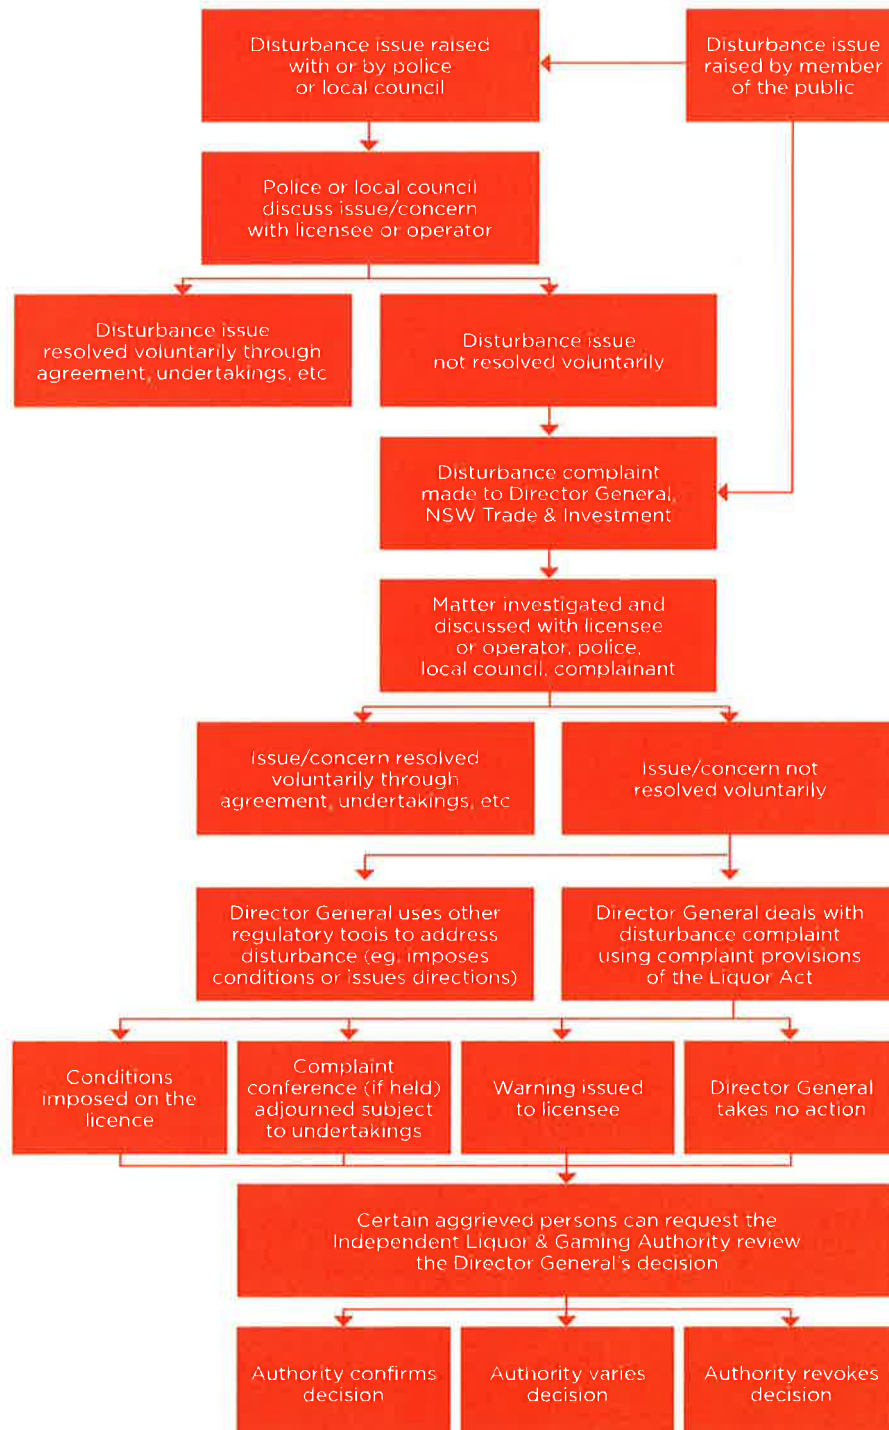 Disturbance issue raised
with or by police
or local council
Disturbance issue
raised by member
of the public
Police or local council
discuss issue/concern
with licensee or operator
Disturbance issue
resolved voluntarily through
agreement, undertakings, etc
Disturbance issue
not resolved voluntarily
Disturbance complaint
made to Director General,
NSW Trade & Investment
Matter investigated and
discussed with licensee
or operator, police,
local council, complainant
Issue/concern resolved
voluntarily through
agreement, undertakings, etc
Issue/concern not
resolved voluntarily
Director General uses other
regulatory tools to address
disturbance (eg. imposes
conditions or issues directions)
Director General deals with
disturbance complaint
using complaint provisions
of the Liquor Act
Conditions
imposed on the
licence
Complaint
conference (if held)
adjourned subject
to undertakings
Warning issued
to licensee
Director General
takes no action
Certain aggrieved persons can request the
Independent Liquor & Gaming Authority review
the Director General's decision
Authority confirms
decision
Authority varies
decision
Authority revokes
decision